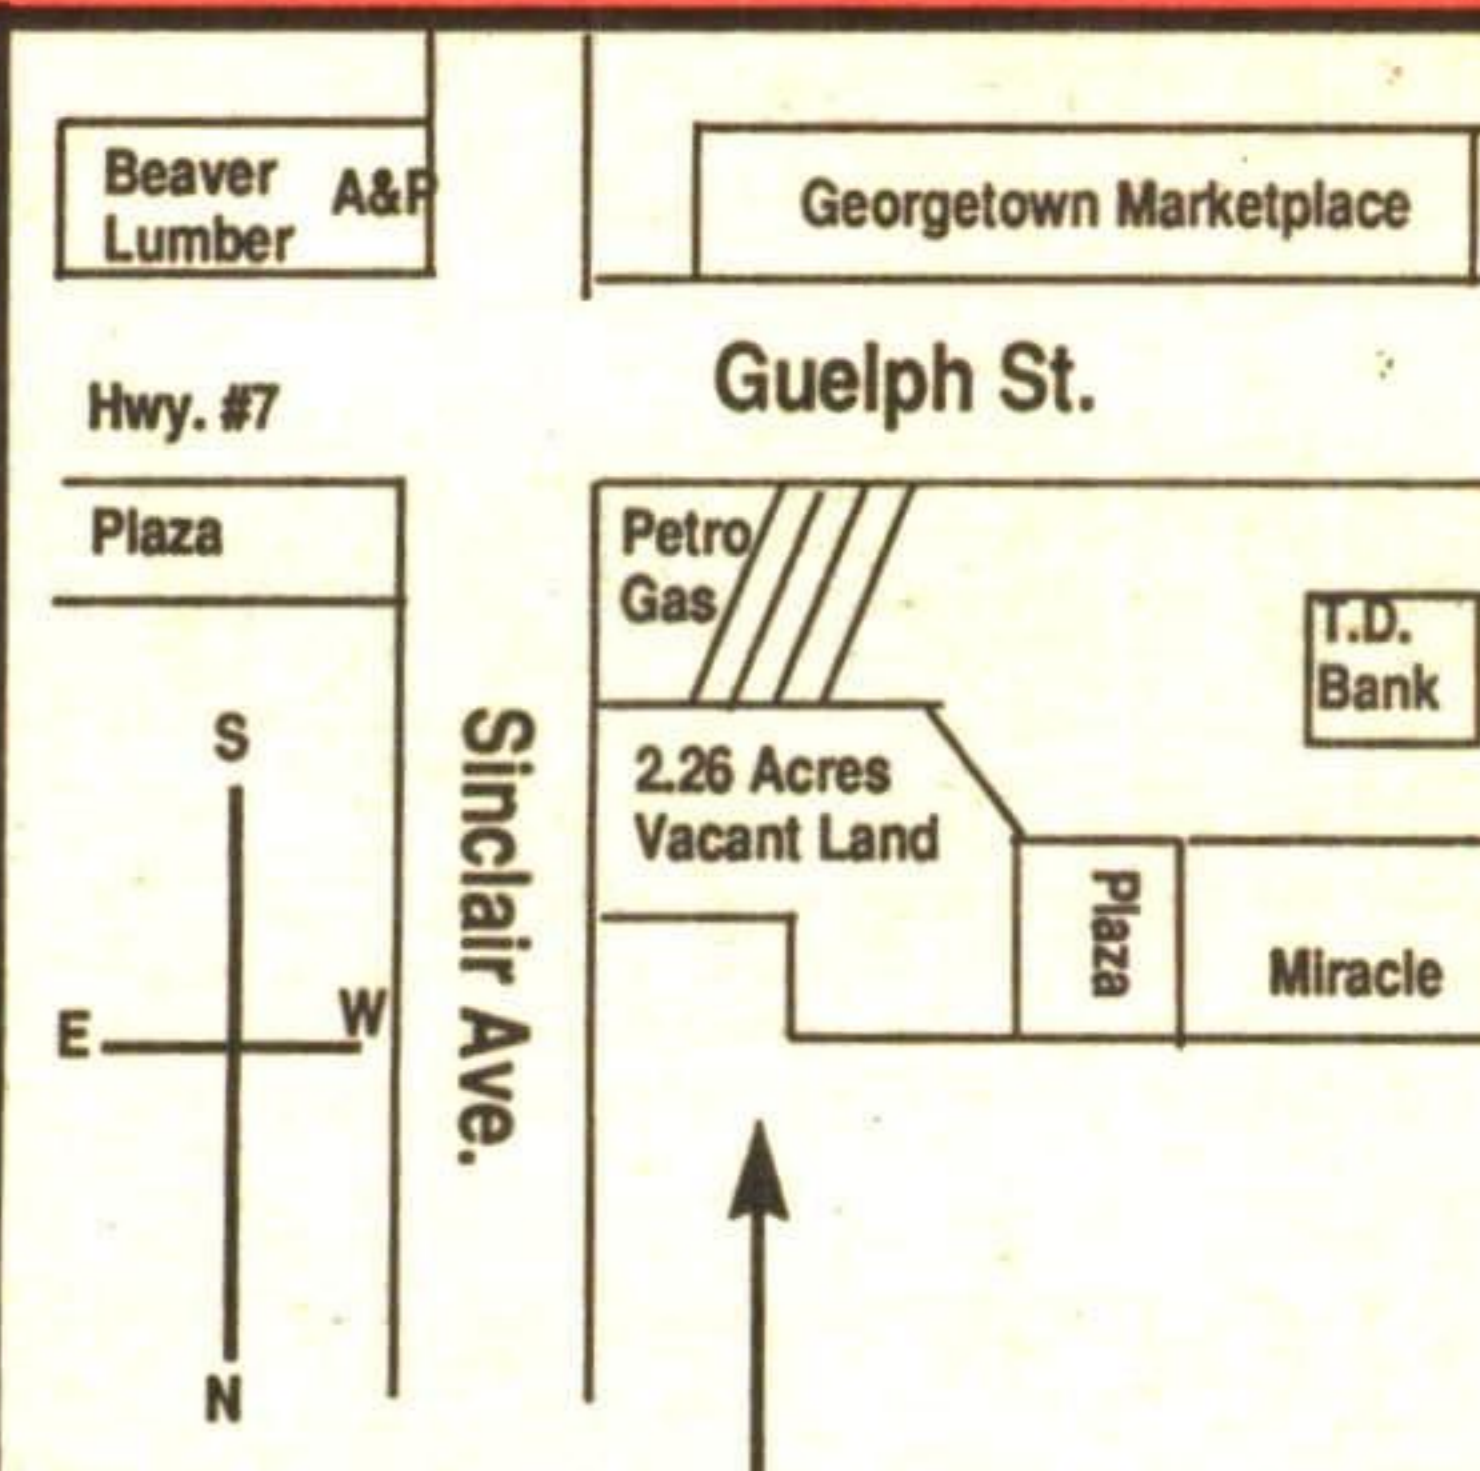 Beaver
Lumber
A&P
Georgetown Marketplace
Hwy. #7
Guelph St.
Plaza
Petro
Gas
T.D.
Bank
S
Sinclair Ave.
2.26 Acres
Vacant Land
Plaza
Miracle
E
W
N